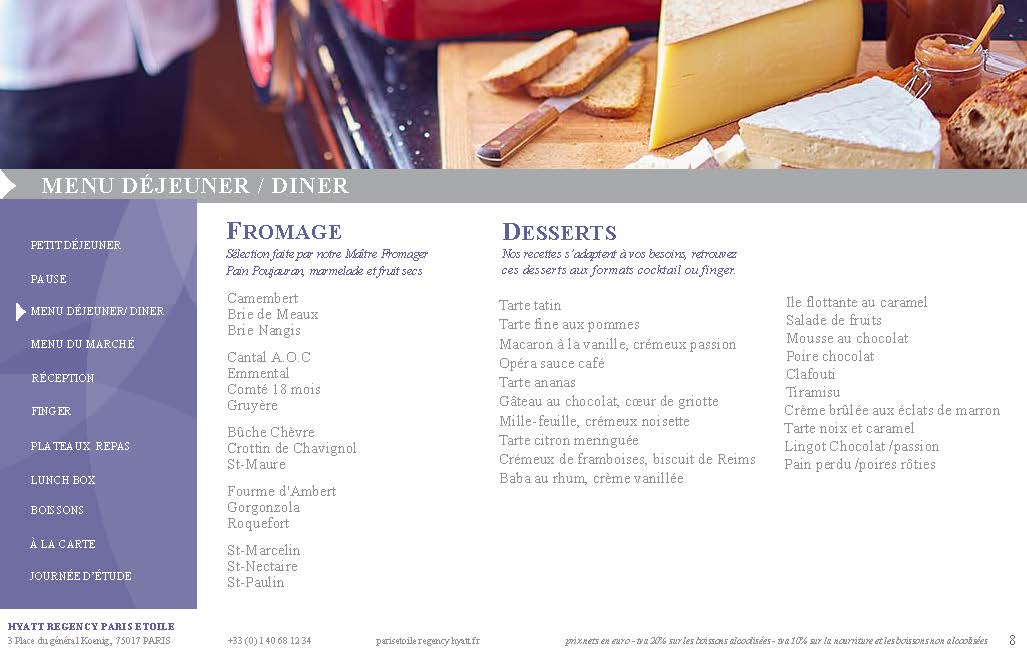 MENU DÉJEUNER / DINER
PETIT DÉJEUNER
PAUSE
MENU DÉJEUNER/ DINER
MENU DU MARCHÉ
RÉCEPTION
FINGER
PLATEAUX REPAS
LUNCH BOX
BOISSONS
À LA CARTE
JOURNÉE D'ÉTUDE
FROMAGE
Sélection faite par notre Maître Fromager
Pain Poujauran, marmelade et fruit secs
Camembert
Brie de Meaux
Brie Nangis
Cantal A.O.C
Emmental
Comté 18 mois
Gruyère
Bûche Chèvre
Crottin de Chavignol
St-Maure
Fourme d'Ambert
Gorgonzola
Roquefort
St-Marcelin
St-Nectaire
St-Paulin
DESSERTS
Nos recettes s'adaptent à vos besoins, retrouvez
ces desserts aux formats cocktail ou finger.
Tarte tatin
Tarte fine aux pommes
Macaron à la vanille, crémeux passion
Opéra sauce café
Tarte ananas
Gâteau au chocolat, cœur de griotte
Mille-feuille, crémeux noisette
Tarte citron meringuée
Crémeux de framboises, biscuit de Reims
Baba au rhum, crème vanillée
Ile flottante au caramel
Salade de fruits
Mousse au chocolat
Poire chocolat
Clafouti
Tiramisu
Crème brûlée aux éclats de marron
Tarte noix et caramel
Lingot Chocolat /passion
Pain perdu /poires rôties
HYATT REGENCY PARIS ETOILE
3 Place du général Koenig, 75017 PARIS
+33 (0) 1 40 68 12 34
parisetoile.regency.hyatt.fr
prix nets en euro - tva 20% sur les boissons alcoolisées - tva 10% sur la nourriture et les boissons non alcoolisées
8